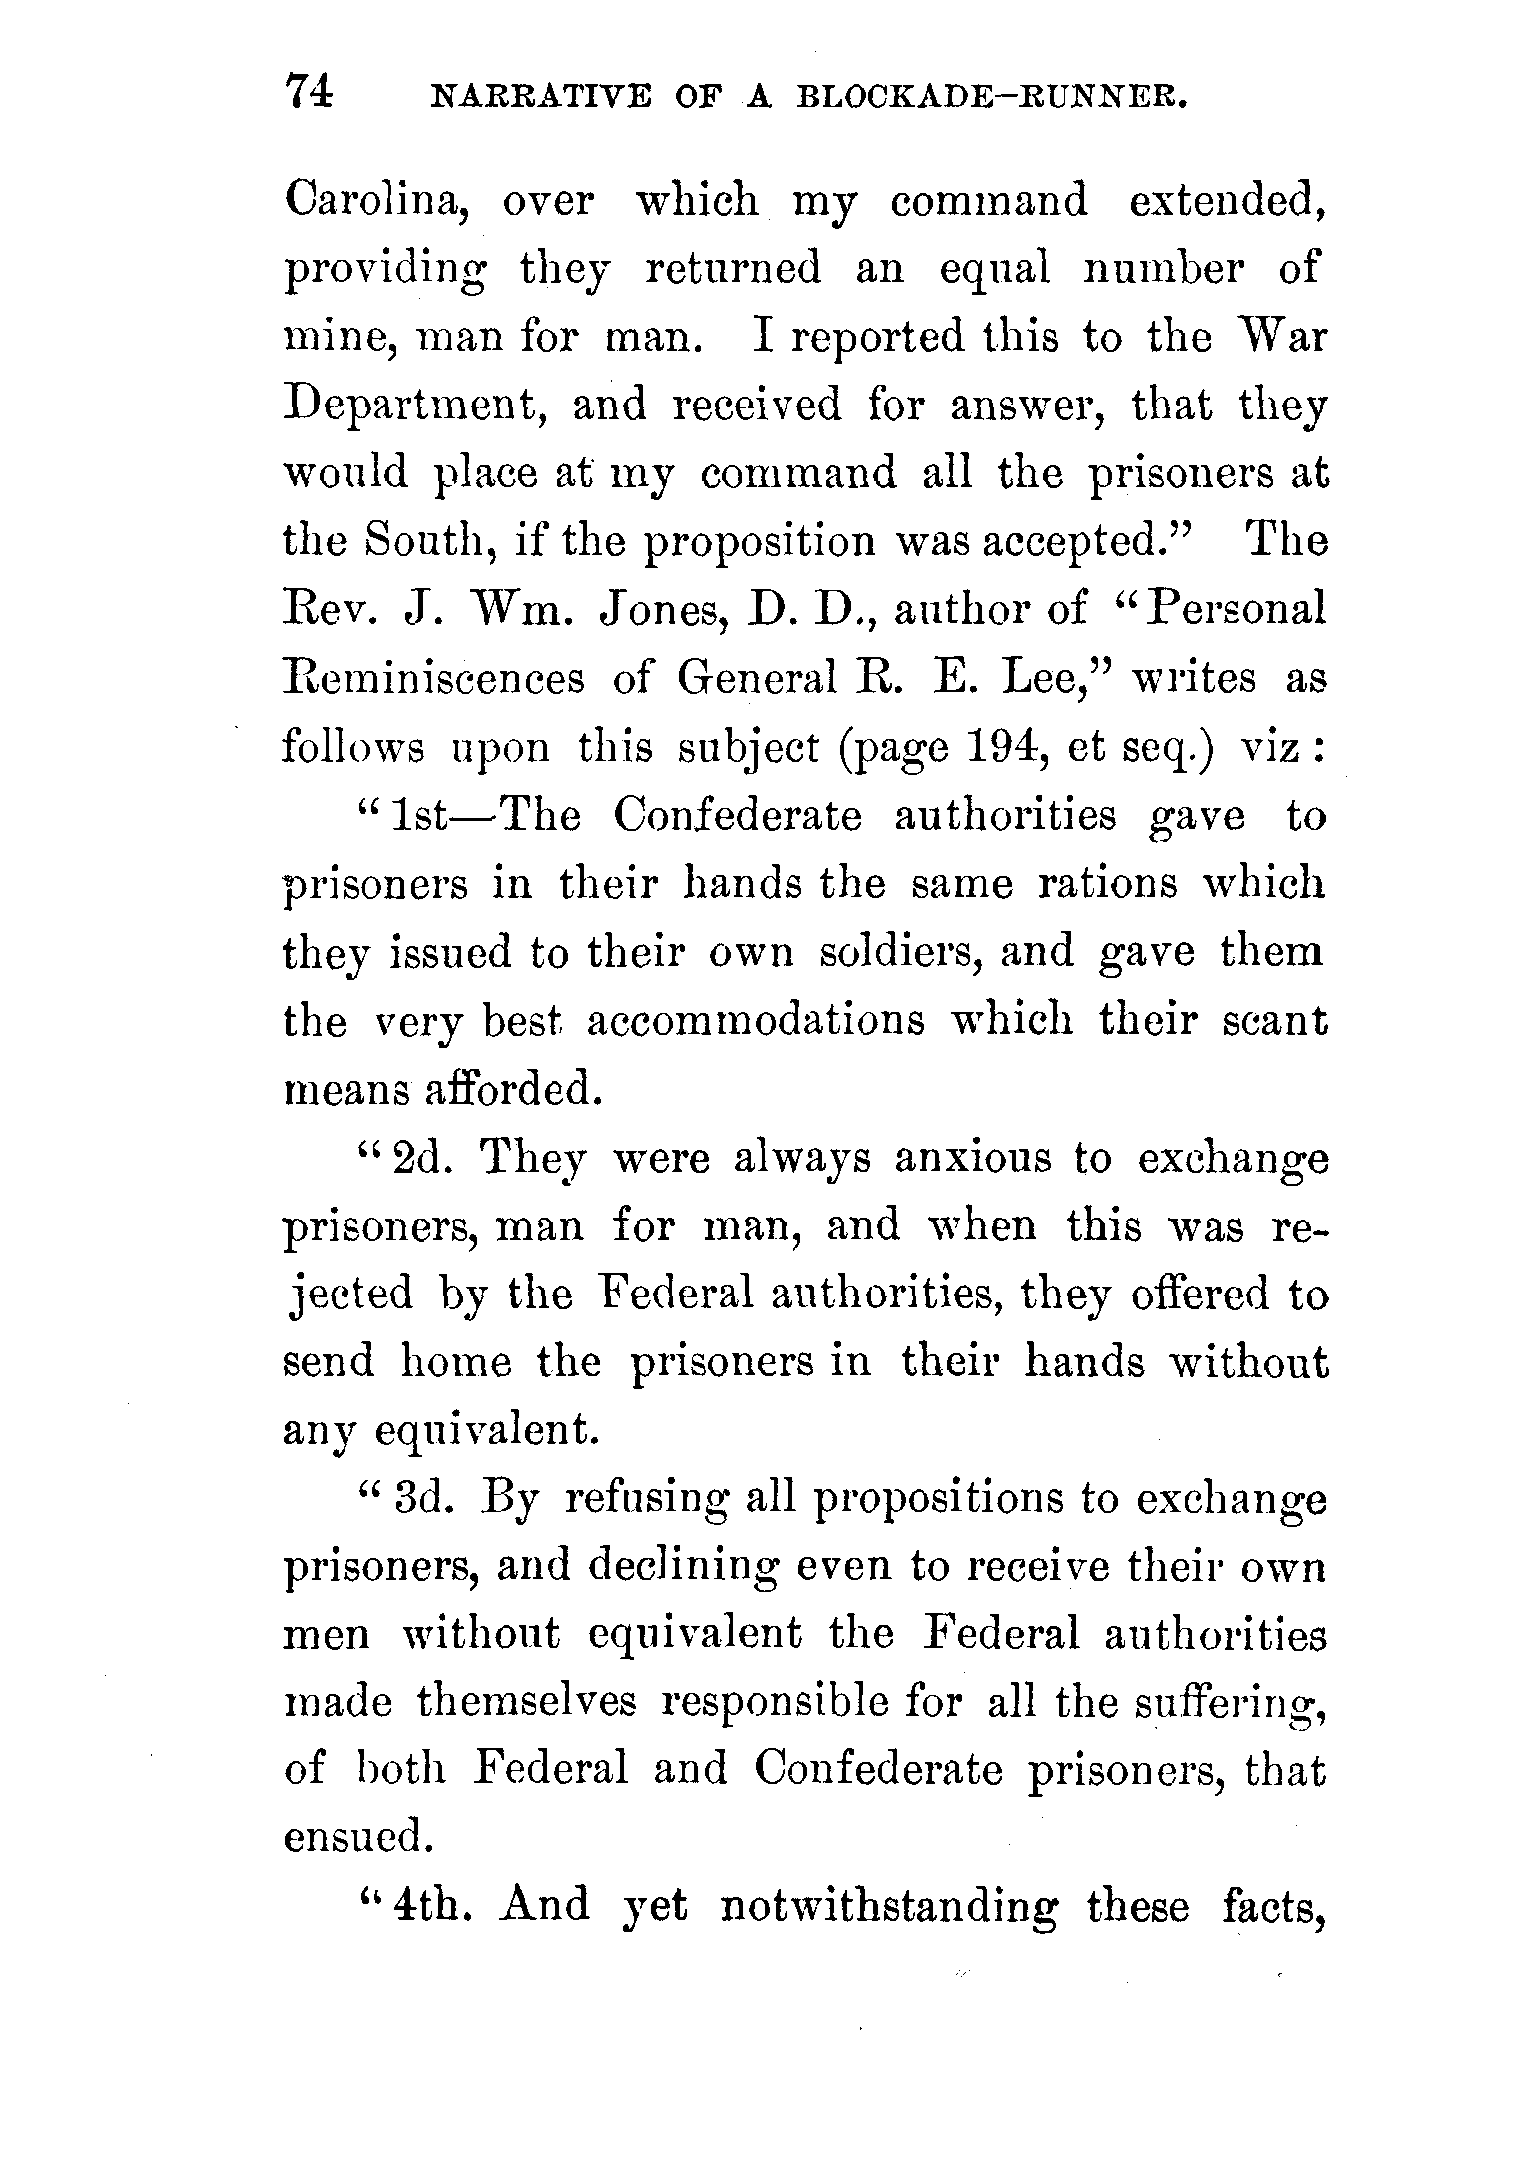 74 NARRATIVE OF A BLOCKADE-RUNNER.
Carolina, over which my command extended,
providing they returned an equal number of
mine, man for man. I reported this to the War
Department, and received for answer, that they
would place at my command all the prisoners at
the South, if the proposition was accepted.” The
Rev. J. Wm. Jones, D. D., author of “Personal
Reminiscences of General R. E. Lee,” writes as
follows upon this subject (page 194, et seq.) viz :
“ 1st—The Confederate authorities gave to
prisoners in their hands the same rations which
they issued to their own soldiers, and gave them
the very best accommodations which their scant
means afforded.
“ 2d. They were always anxious to exchange
prisoners, man for man, and when this was re-
jected by the Federal authorities, they offered to
send home the prisoners in their hands without
any equivalent.
“ 3d. By refusing all propositions to exchange
prisoners, and declining even to receive their own
men without equivalent the Federal authorities
made themselves responsible for all the suffering,
of both Federal and Confederate prisoners, that
ensued.
“ 4th. And yet notwithstanding these facts,